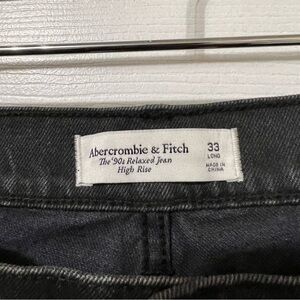 Abercrombie & Fitch
The '90s Relaxed Jean
High Rise
33
LONG
MADE IN
CHINA